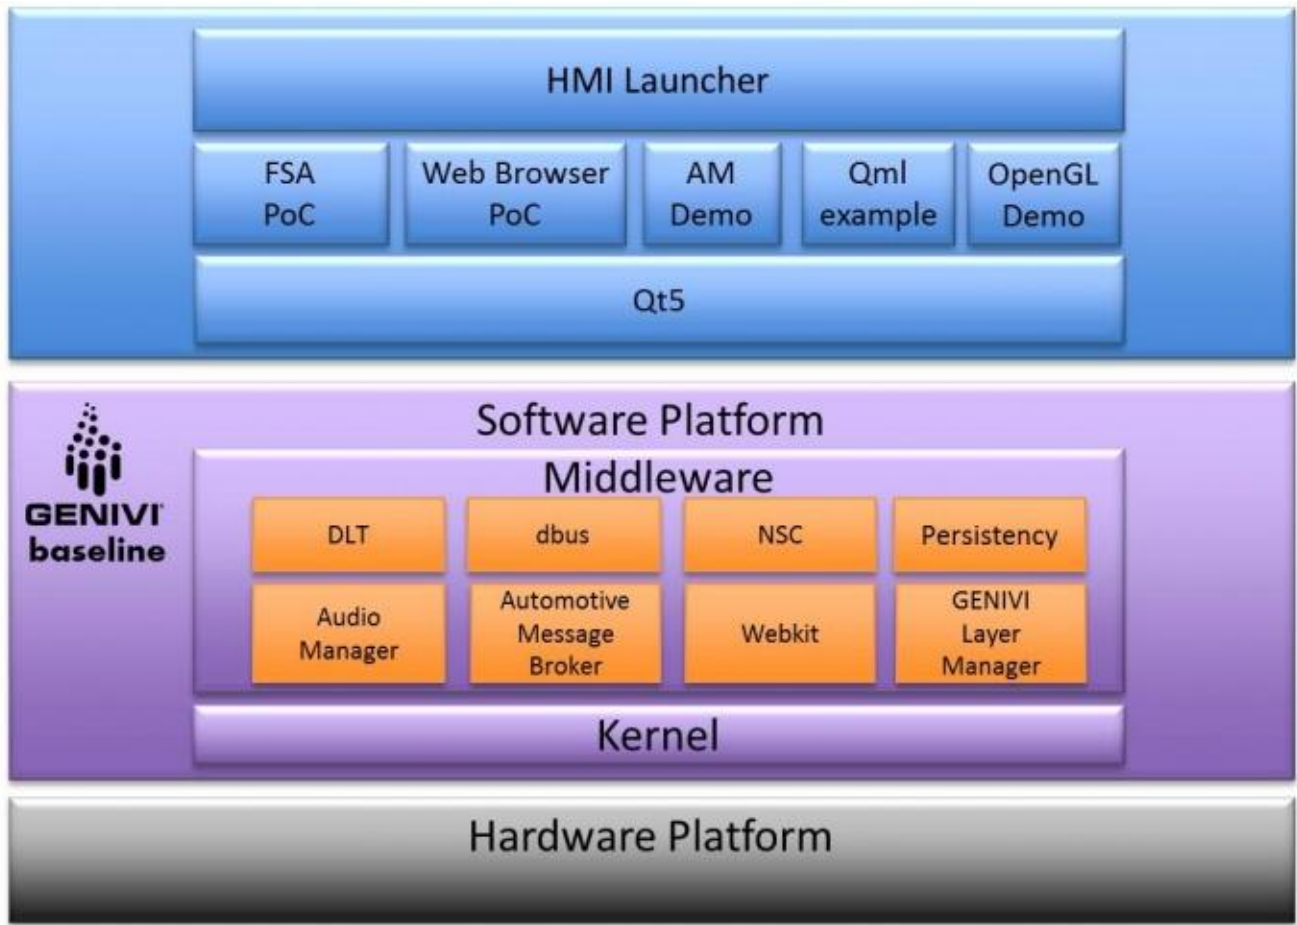 HMI Launcher
FSA
PoC
Web Browser
PoC
AM
Demo
Qml
example
OpenGL
Demo
Qt5
GENIVI
baseline
Software Platform
Middleware
DLT
dbus
NSC
Persistency
Audio
Manager
Automotive
Message
Broker
Webkit
GENIVI
Layer
Manager
Kernel
Hardware Platform